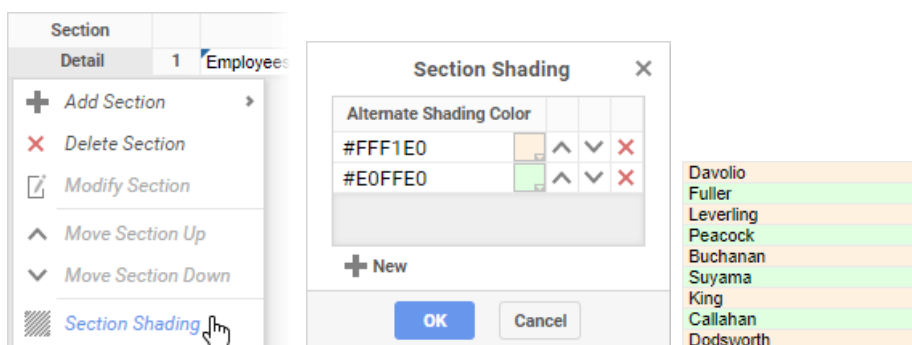 Section
Detail 1 Employees
Add Section
Delete Section
Modify Section
Move Section Up
Move Section Down
Section Shading
Section Shading
Alternate Shading Color
#FFF1E0
#E0FFE0
New
OK Cancel
Davolio
Fuller
Leverling
Peacock
Buchanan
Suyama
King
Callahan
Dodsworth